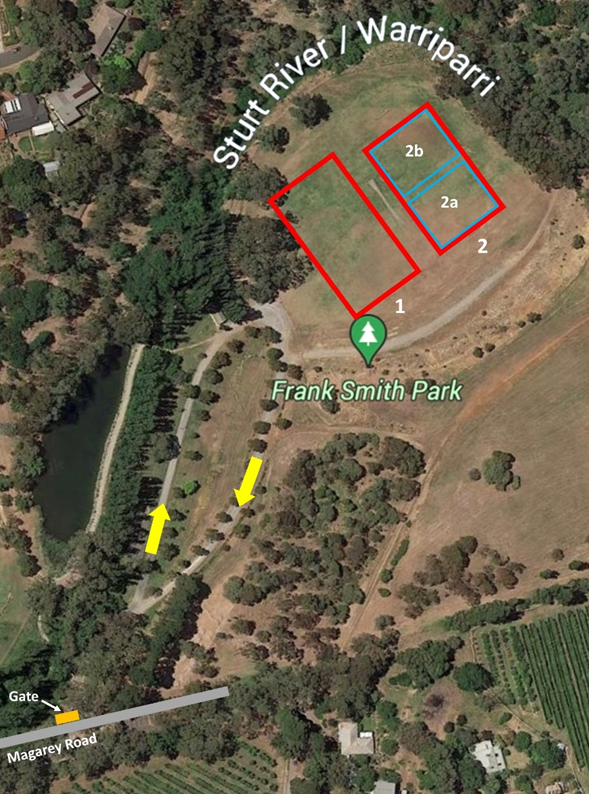 Sturt River / Warriparri
2b
2a
2
1
Frank Smith Park
Gate
Magarey Road